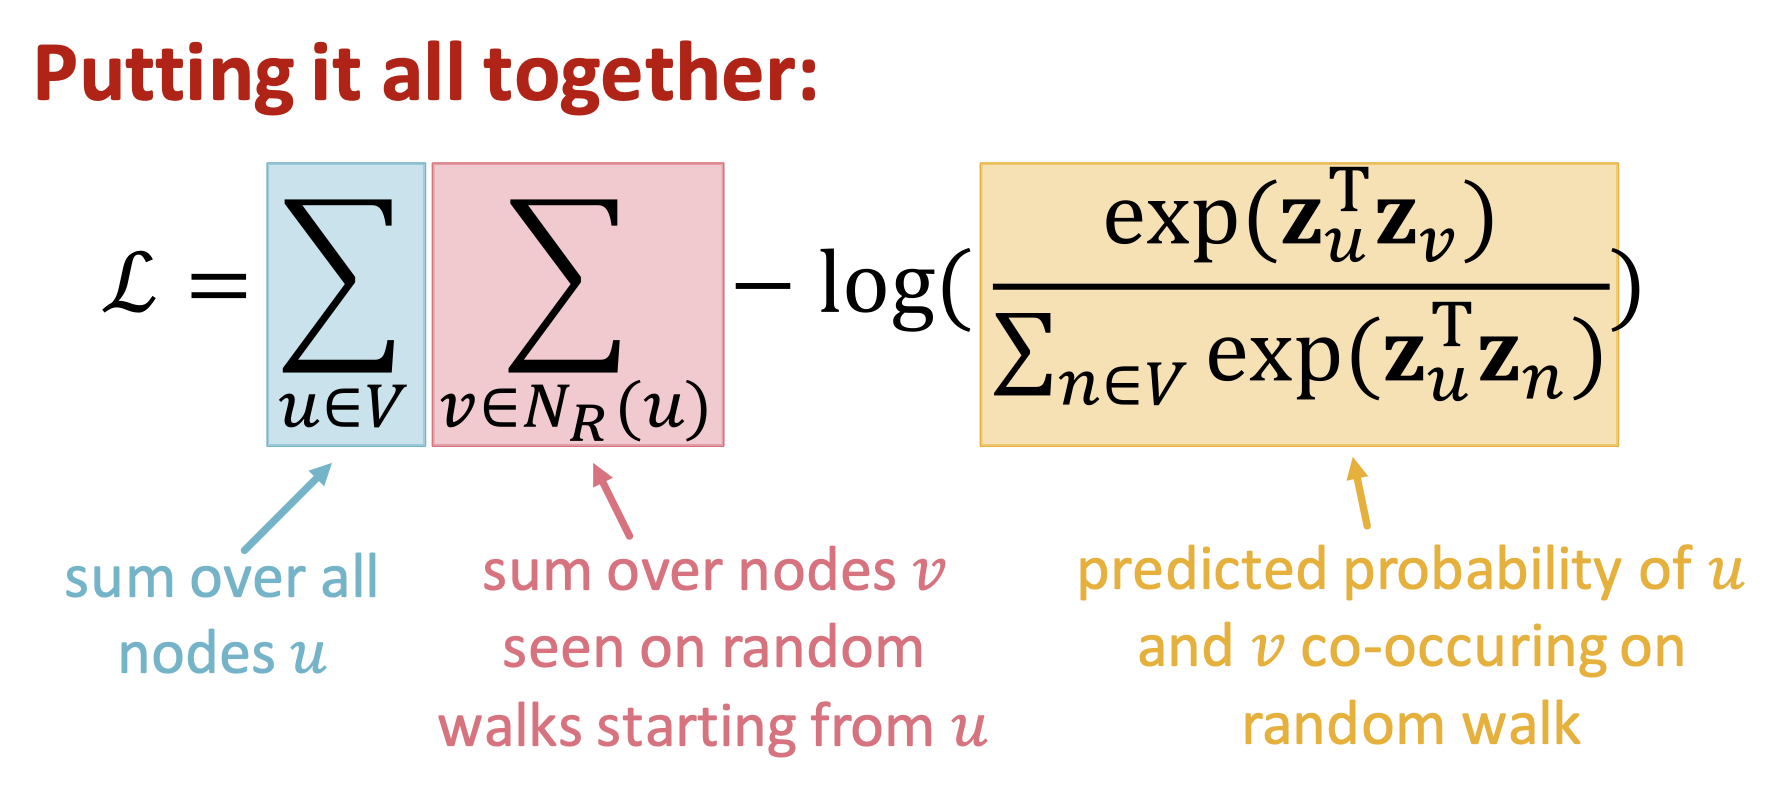 Putting it all together:
ℒ = ∑_{u∈V} ∑_{v∈N_R(u)} − log( exp(𝐳_u^T 𝐳_v) / ∑_{n∈V} exp(𝐳_u^T 𝐳_n) )
sum over all
nodes u
sum over nodes v
seen on random
walks starting from u
predicted probability of u
and v co-occuring on
random walk